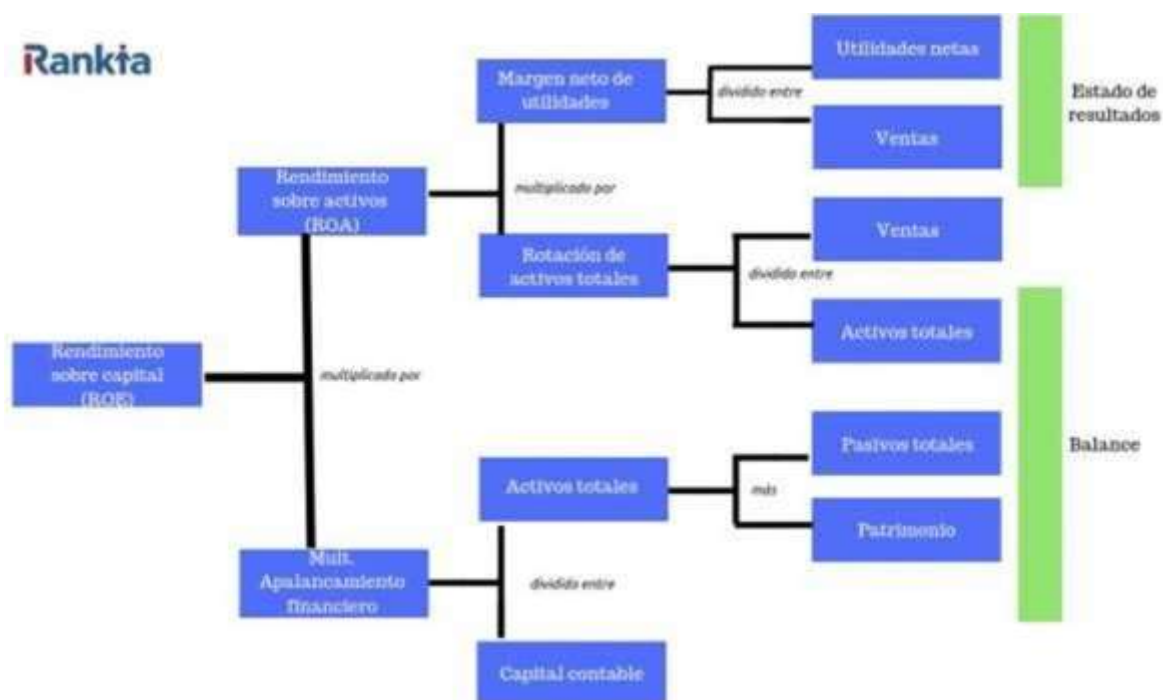 Rankia
Utilidades netas
Margen neto de
utilidades
dividido entre
Estado de
resultados
Ventas
Rendimiento
sobre activos
(ROA)
multiplicado por
Ventas
Rotación de
activos totales
dividido entre
Activos totales
Rendimiento
sobre capital
(ROE)
multiplicado por
Pasivos totales
Balance
Activos totales
más
Patrimonio
Mult.
Apalancamiento
financiero
dividido entre
Capital contable